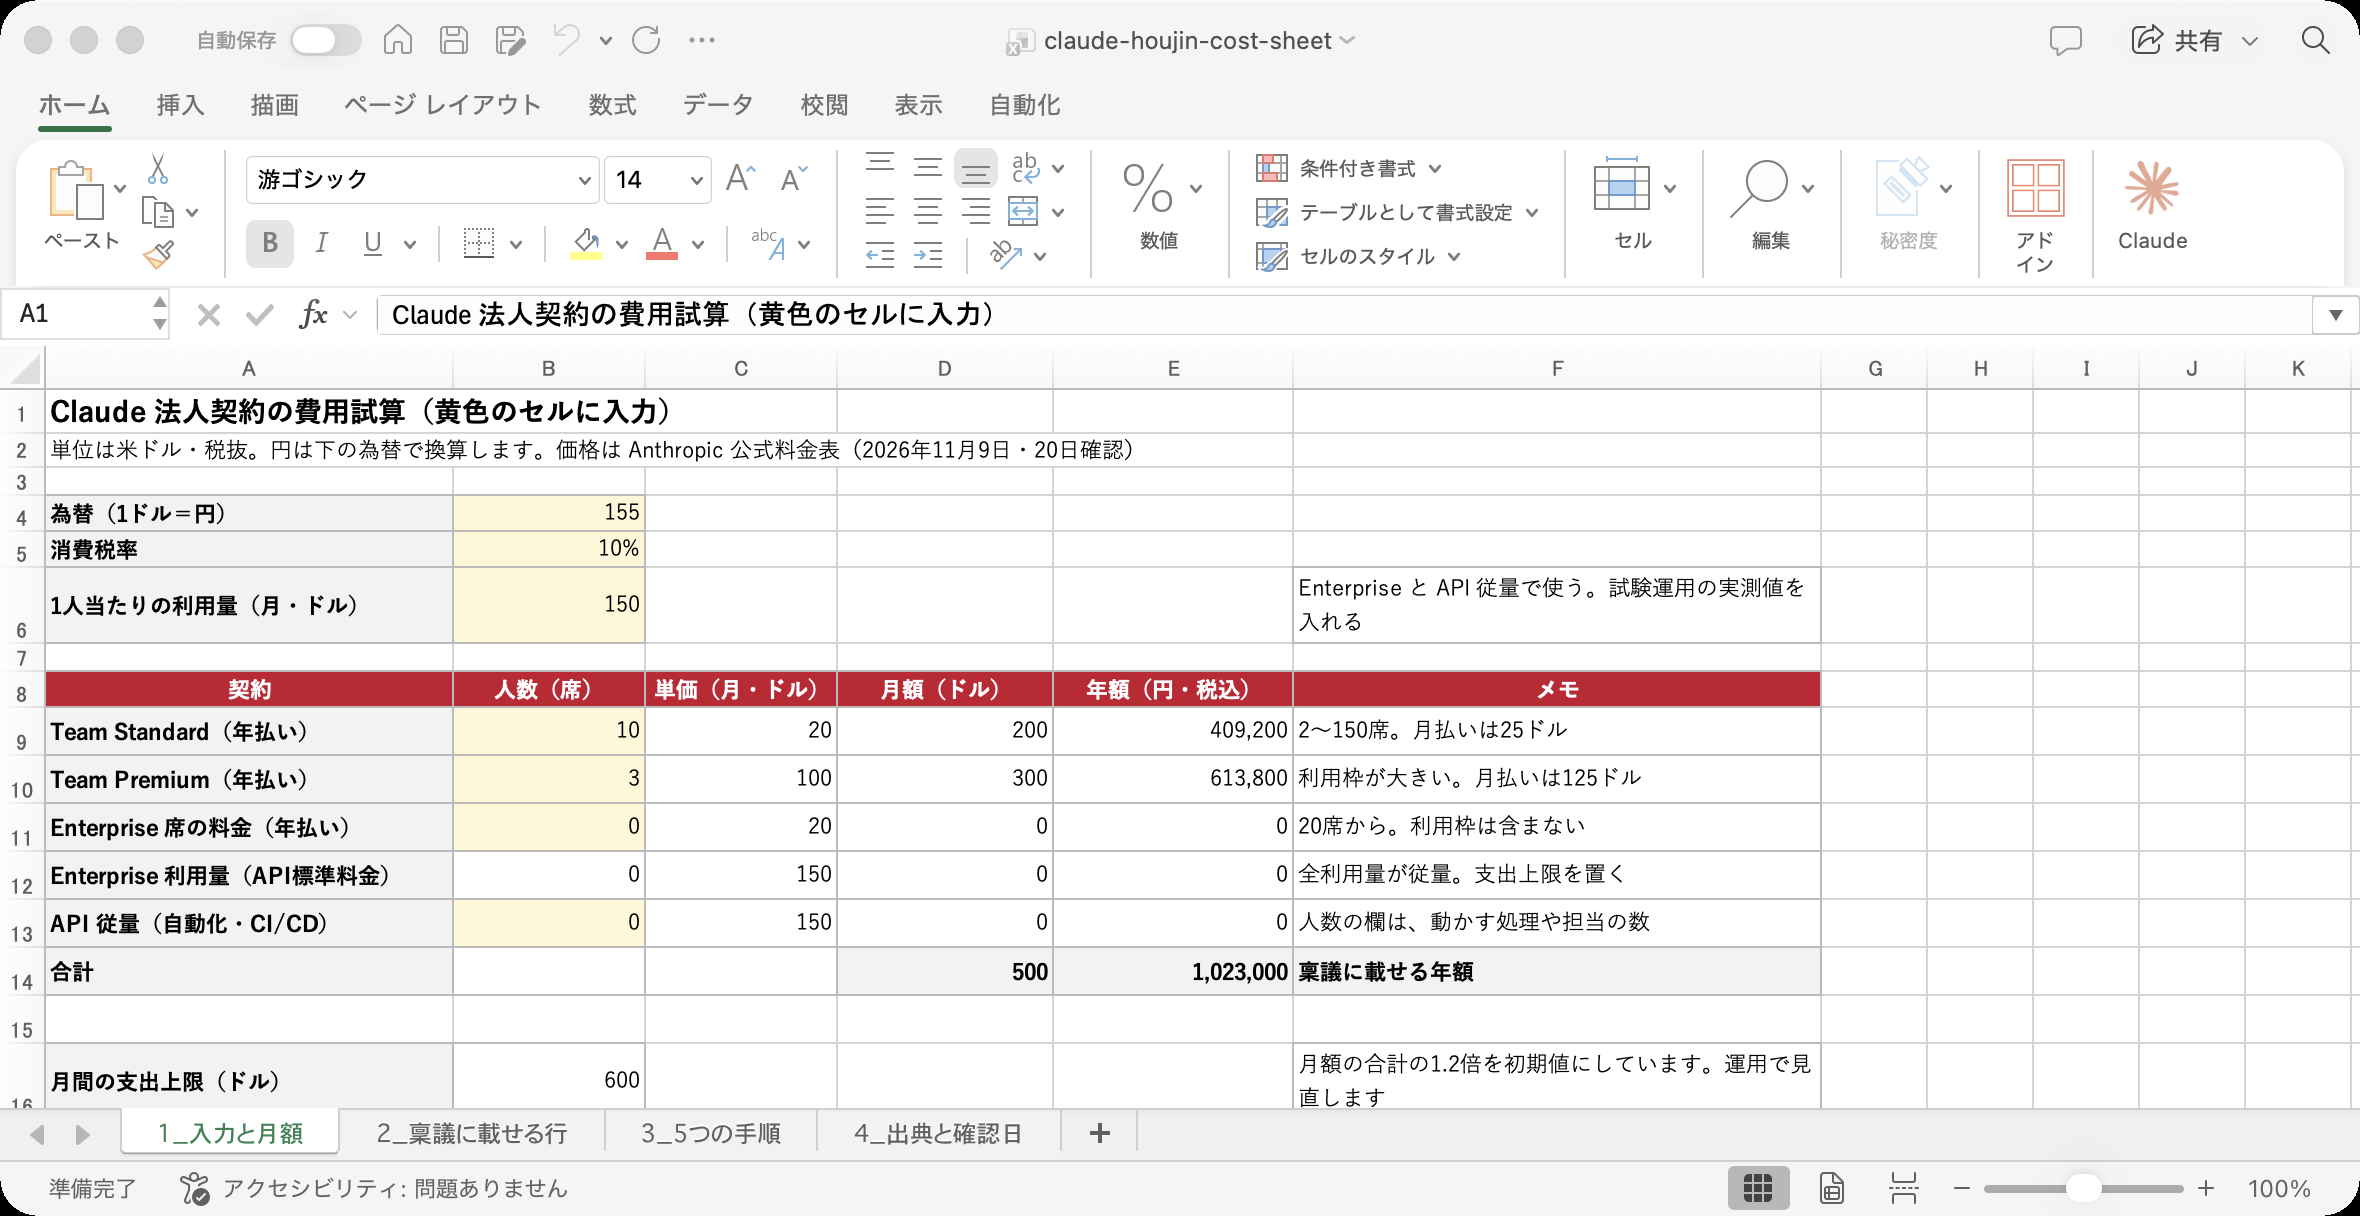 自動保存
claude-houjin-cost-sheet
共有
ホーム 挿入 描画 ページ レイアウト 数式 データ 校閲 表示 自動化
ペースト
游ゴシック 14
B I U
数値
条件付き書式
テーブルとして書式設定
セルのスタイル
セル
編集
秘密度
アドイン
Claude
A1 fx Claude 法人契約の費用試算（黄色のセルに入力）
A B C D E F G H I J K
1 Claude 法人契約の費用試算（黄色のセルに入力）
2 単位は米ドル・税抜。円は下の為替で換算します。価格は Anthropic 公式料金表（2026年11月9日・20日確認）
3
4 為替（1ドル＝円） 155
5 消費税率 10%
6 1人当たりの利用量（月・ドル） 150 Enterprise と API 従量で使う。試験運用の実測値を入れる
7
8 契約 人数（席） 単価（月・ドル） 月額（ドル） 年額（円・税込） メモ
9 Team Standard（年払い） 10 20 200 409,200 2〜150席。月払いは25ドル
10 Team Premium（年払い） 3 100 300 613,800 利用枠が大きい。月払いは125ドル
11 Enterprise 席の料金（年払い） 0 20 0 0 20席から。利用枠は含まない
12 Enterprise 利用量（API標準料金） 0 150 0 0 全利用量が従量。支出上限を置く
13 API 従量（自動化・CI/CD） 0 150 0 0 人数の欄は、動かす処理や担当の数
14 合計 500 1,023,000 稟議に載せる年額
15
16 月間の支出上限（ドル） 600 月額の合計の1.2倍を初期値にしています。運用で見直します
1_入力と月額 2_稟議に載せる行 3_5つの手順 4_出典と確認日
準備完了 アクセシビリティ: 問題ありません 100%